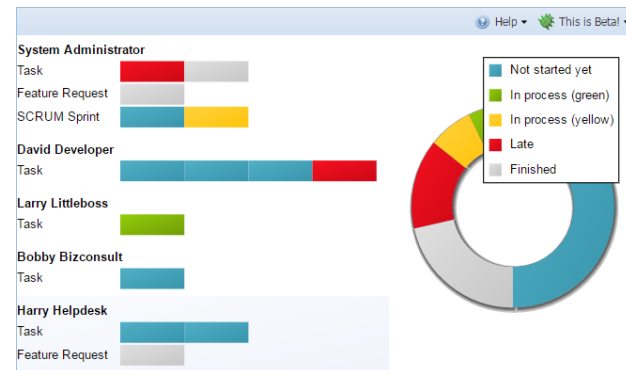 Help
This is Beta!
System Administrator
Task
Feature Request
SCRUM Sprint
David Developer
Task
Larry Littleboss
Task
Bobby Bizconsult
Task
Harry Helpdesk
Task
Feature Request
Not started yet
In process (green)
In process (yellow)
Late
Finished